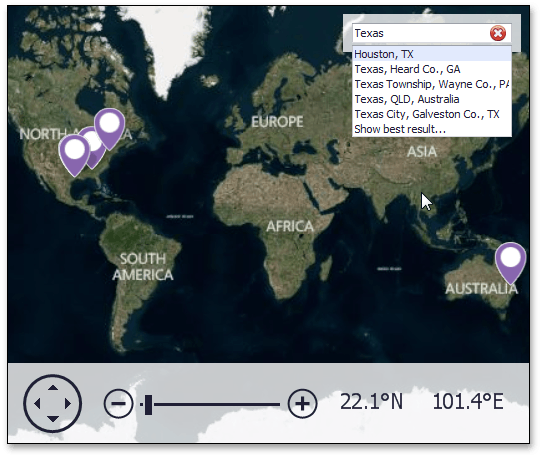 Texas
Houston, TX
Texas, Heard Co., GA
Texas Township, Wayne Co., PA
Texas, QLD, Australia
Texas City, Galveston Co., TX
Show best result...
NORTH AMERICA
EUROPE
ASIA
AFRICA
SOUTH
AMERICA
AUSTRALIA
22.1°N 101.4°E